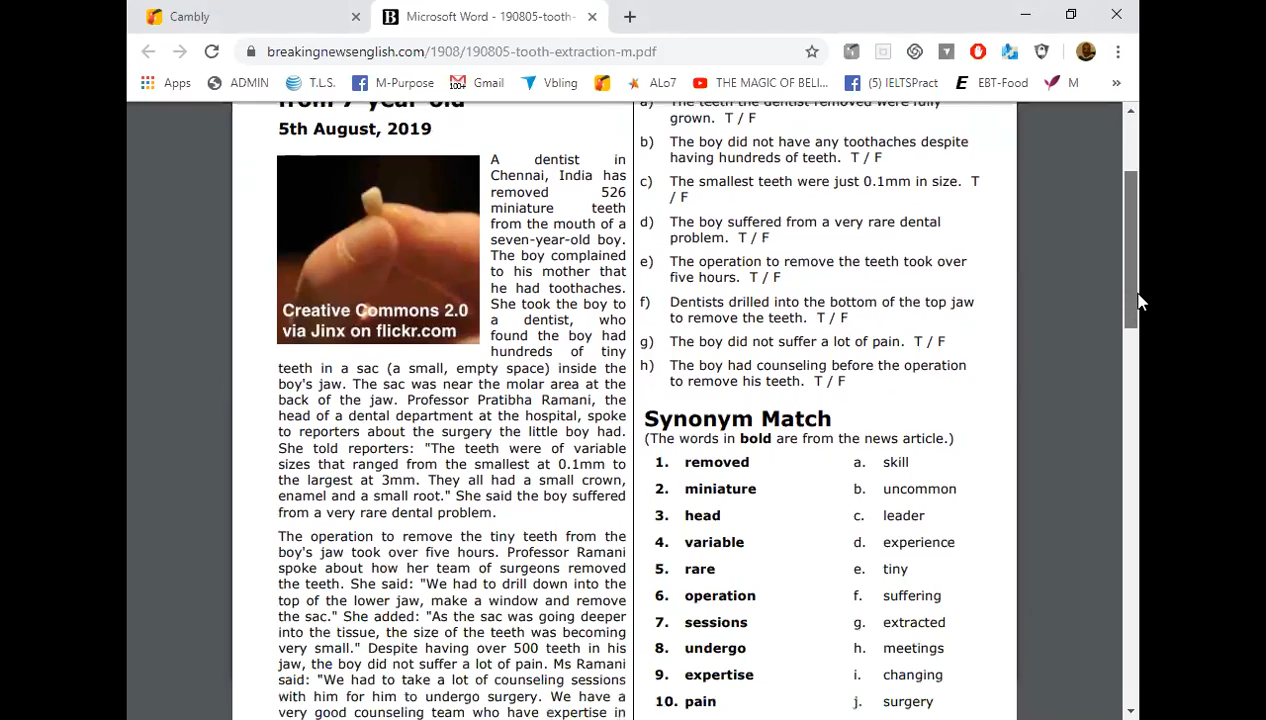 Cambly
Microsoft Word - 190805-tooth-
breakingnewsenglish.com/1908/190805-tooth-extraction-m.pdf
Apps
ADMIN
T.L.S.
M-Purpose
Gmail
Vbling
ALo7
THE MAGIC OF BELI...
(5) IELTSPract
EBT-Food
M
»
from 7-year-old
5th August, 2019
Creative Commons 2.0
via Jinx on flickr.com
A dentist in
Chennai, India has
removed 526
miniature teeth
from the mouth of a
seven-year-old boy.
The boy complained
to his mother that
he had toothaches.
She took the boy to
a dentist, who
found the boy had
hundreds of tiny
teeth in a sac (a small, empty space) inside the
boy's jaw. The sac was near the molar area at the
back of the jaw. Professor Pratibha Ramani, the
head of a dental department at the hospital, spoke
to reporters about the surgery the little boy had.
She told reporters: "The teeth were of variable
sizes that ranged from the smallest at 0.1mm to
the largest at 3mm. They all had a small crown,
enamel and a small root." She said the boy suffered
from a very rare dental problem.
The operation to remove the tiny teeth from the
boy's jaw took over five hours. Professor Ramani
spoke about how her team of surgeons removed
the teeth. She said: "We had to drill down into the
top of the lower jaw, make a window and remove
the sac." She added: "As the sac was going deeper
into the tissue, the size of the teeth was becoming
very small." Despite having over 500 teeth in his
jaw, the boy did not suffer a lot of pain. Ms Ramani
said: "We had to take a lot of counseling sessions
with him for him to undergo surgery. We have a
very good counseling team who have expertise in
a) The teeth the dentist removed were fully
grown. T / F
b) The boy did not have any toothaches despite
having hundreds of teeth. T / F
c) The smallest teeth were just 0.1mm in size. T
/ F
d) The boy suffered from a very rare dental
problem. T / F
e) The operation to remove the teeth took over
five hours. T / F
f) Dentists drilled into the bottom of the top jaw
to remove the teeth. T / F
g) The boy did not suffer a lot of pain. T / F
h) The boy had counseling before the operation
to remove his teeth. T / F
Synonym Match
(The words in bold are from the news article.)
1. removed a. skill
2. miniature b. uncommon
3. head c. leader
4. variable d. experience
5. rare e. tiny
6. operation f. suffering
7. sessions g. extracted
8. undergo h. meetings
9. expertise i. changing
10. pain j. surgery